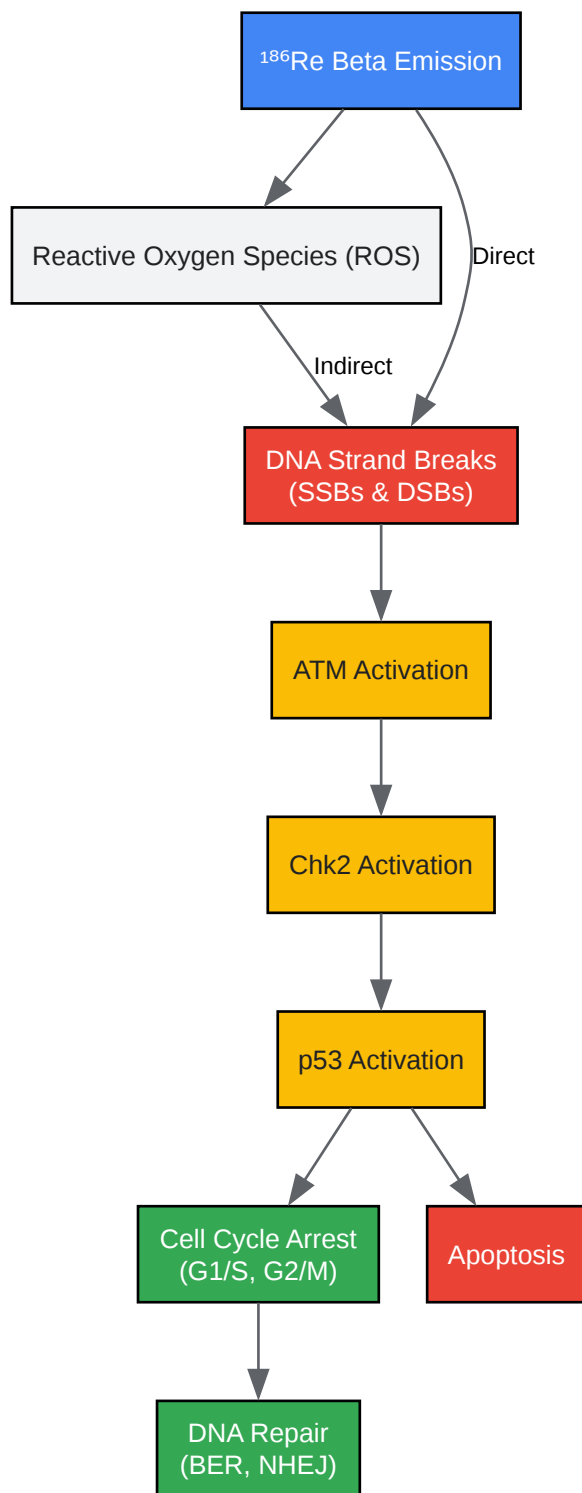 ¹⁸⁶Re Beta Emission
Reactive Oxygen Species (ROS)
Direct
Indirect
DNA Strand Breaks
(SSBs & DSBs)
ATM Activation
Chk2 Activation
p53 Activation
Cell Cycle Arrest
(G1/S, G2/M)
Apoptosis
DNA Repair
(BER, NHEJ)